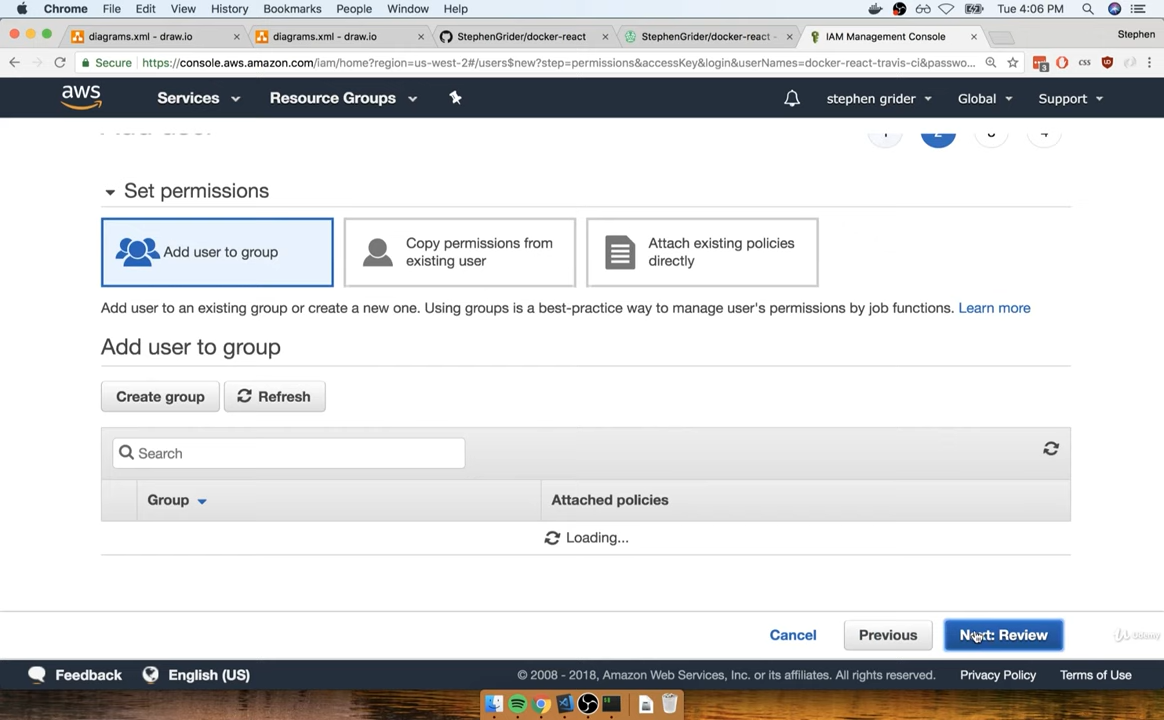 Chrome File Edit View History Bookmarks People Window Help Tue 4:06 PM
diagrams.xml - draw.io diagrams.xml - draw.io StephenGrider/docker-react StephenGrider/docker-react - IAM Management Console Stephen
Secure https://console.aws.amazon.com/iam/home?region=us-west-2#/users$new?step=permissions&accessKey&login&userNames=docker-react-travis-ci&passwo... 3 CSS
aws Services Resource Groups stephen grider Global Support
Set permissions
Add user to group
Copy permissions from
existing user
Attach existing policies
directly
Add user to an existing group or create a new one. Using groups is a best-practice way to manage user's permissions by job functions. Learn more
Add user to group
Create group Refresh
Search
Group Attached policies
Loading...
Cancel Previous Next: Review
Udemy
Feedback English (US) © 2008 - 2018, Amazon Web Services, Inc. or its affiliates. All rights reserved. Privacy Policy Terms of Use